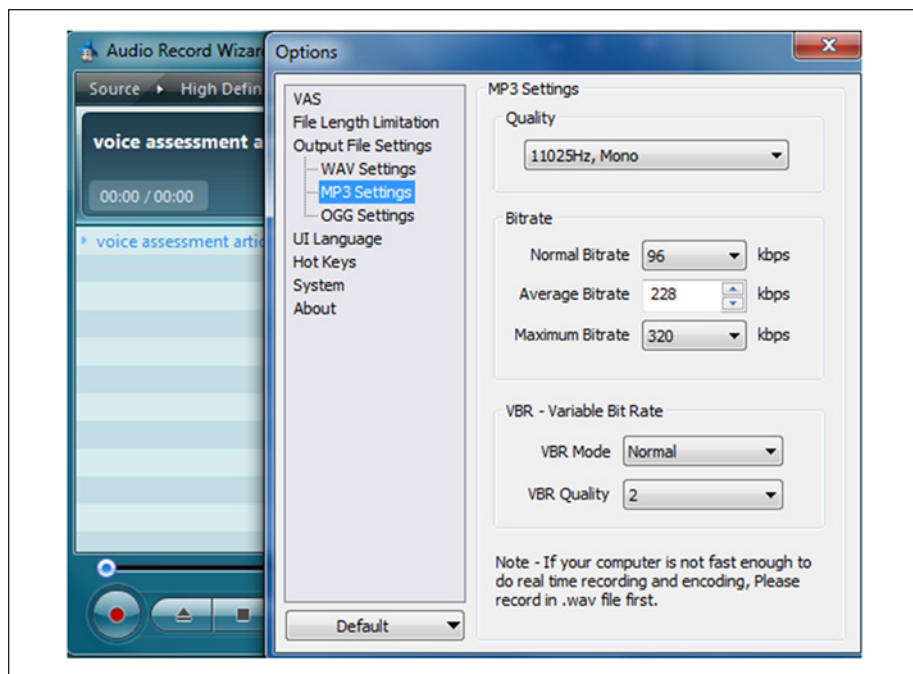 Audio Record Wizar
Options
Source High Defin
voice assessment a
00:00 / 00:00
voice assessment artic
VAS
File Length Limitation
Output File Settings
WAV Settings
MP3 Settings
OGG Settings
UI Language
Hot Keys
System
About
Default
MP3 Settings
Quality
11025Hz, Mono
Bitrate
Normal Bitrate 96 kbps
Average Bitrate 228 kbps
Maximum Bitrate 320 kbps
VBR - Variable Bit Rate
VBR Mode Normal
VBR Quality 2
Note - If your computer is not fast enough to
do real time recording and encoding, Please
record in .wav file first.